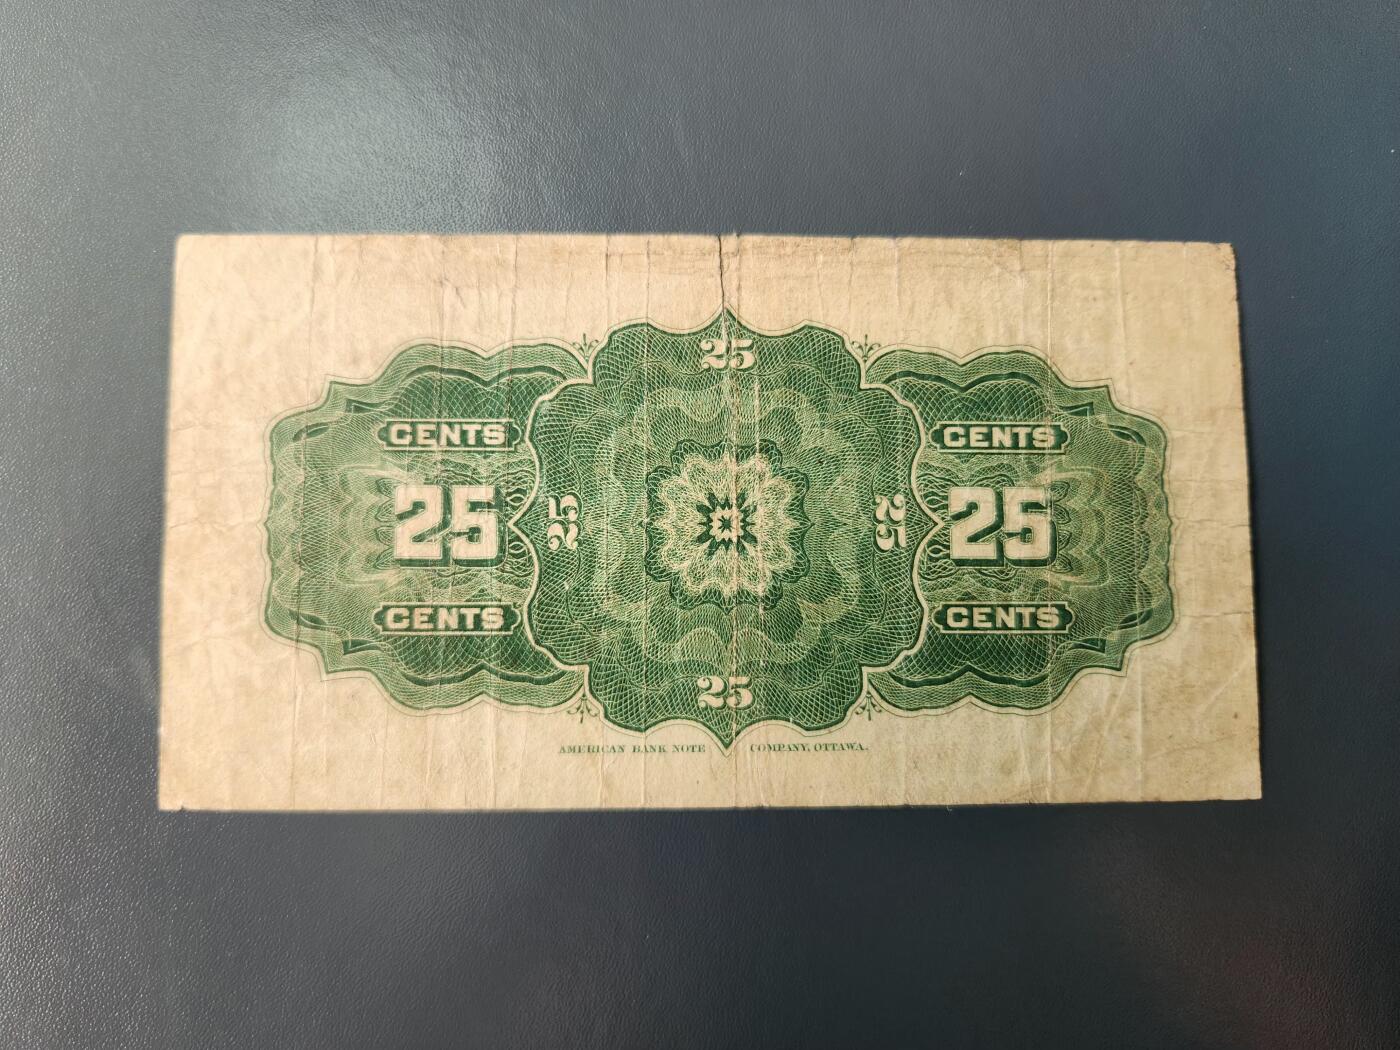 25
CENTS CENTS
25 25 25 25
CENTS CENTS
25
AMERICAN BANK NOTE COMPANY, OTTAWA.